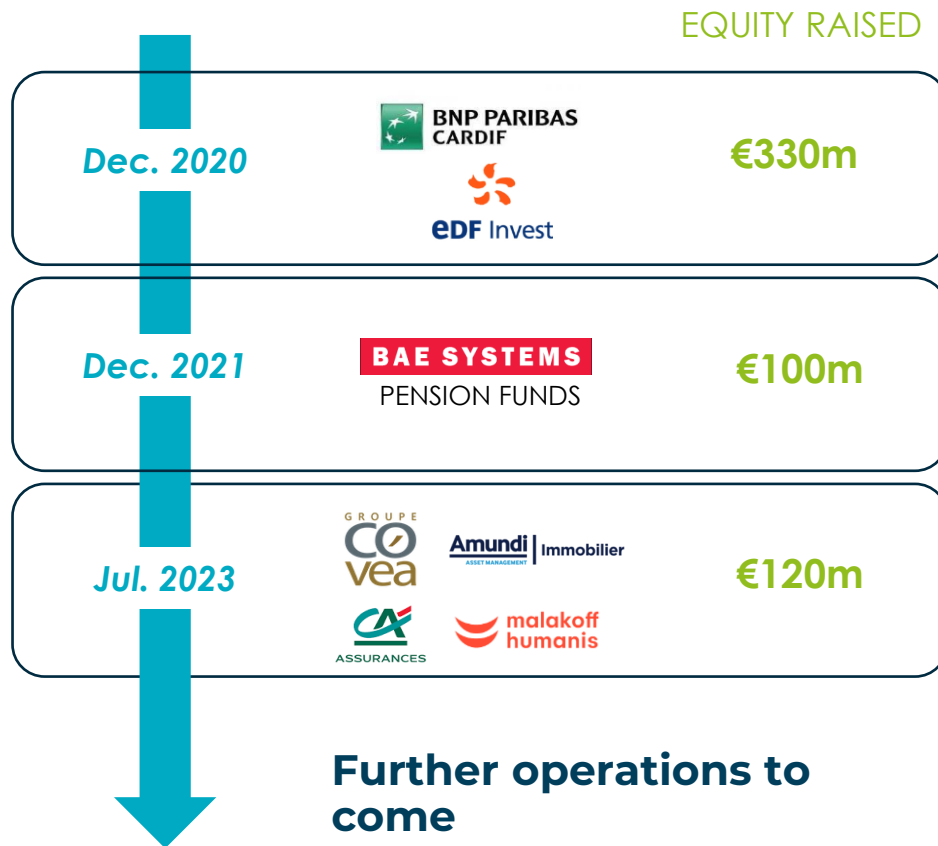 EQUITY RAISED
Dec. 2020
BNP PARIBAS
CARDIF
eDF Invest
€330m
Dec. 2021
BAE SYSTEMS
PENSION FUNDS
€100m
Jul. 2023
GROUPE
COvea
Amundi Immobilier
ASSET MANAGEMENT
CA
ASSURANCES
malakoff
humanis
€120m
Further operations to
come